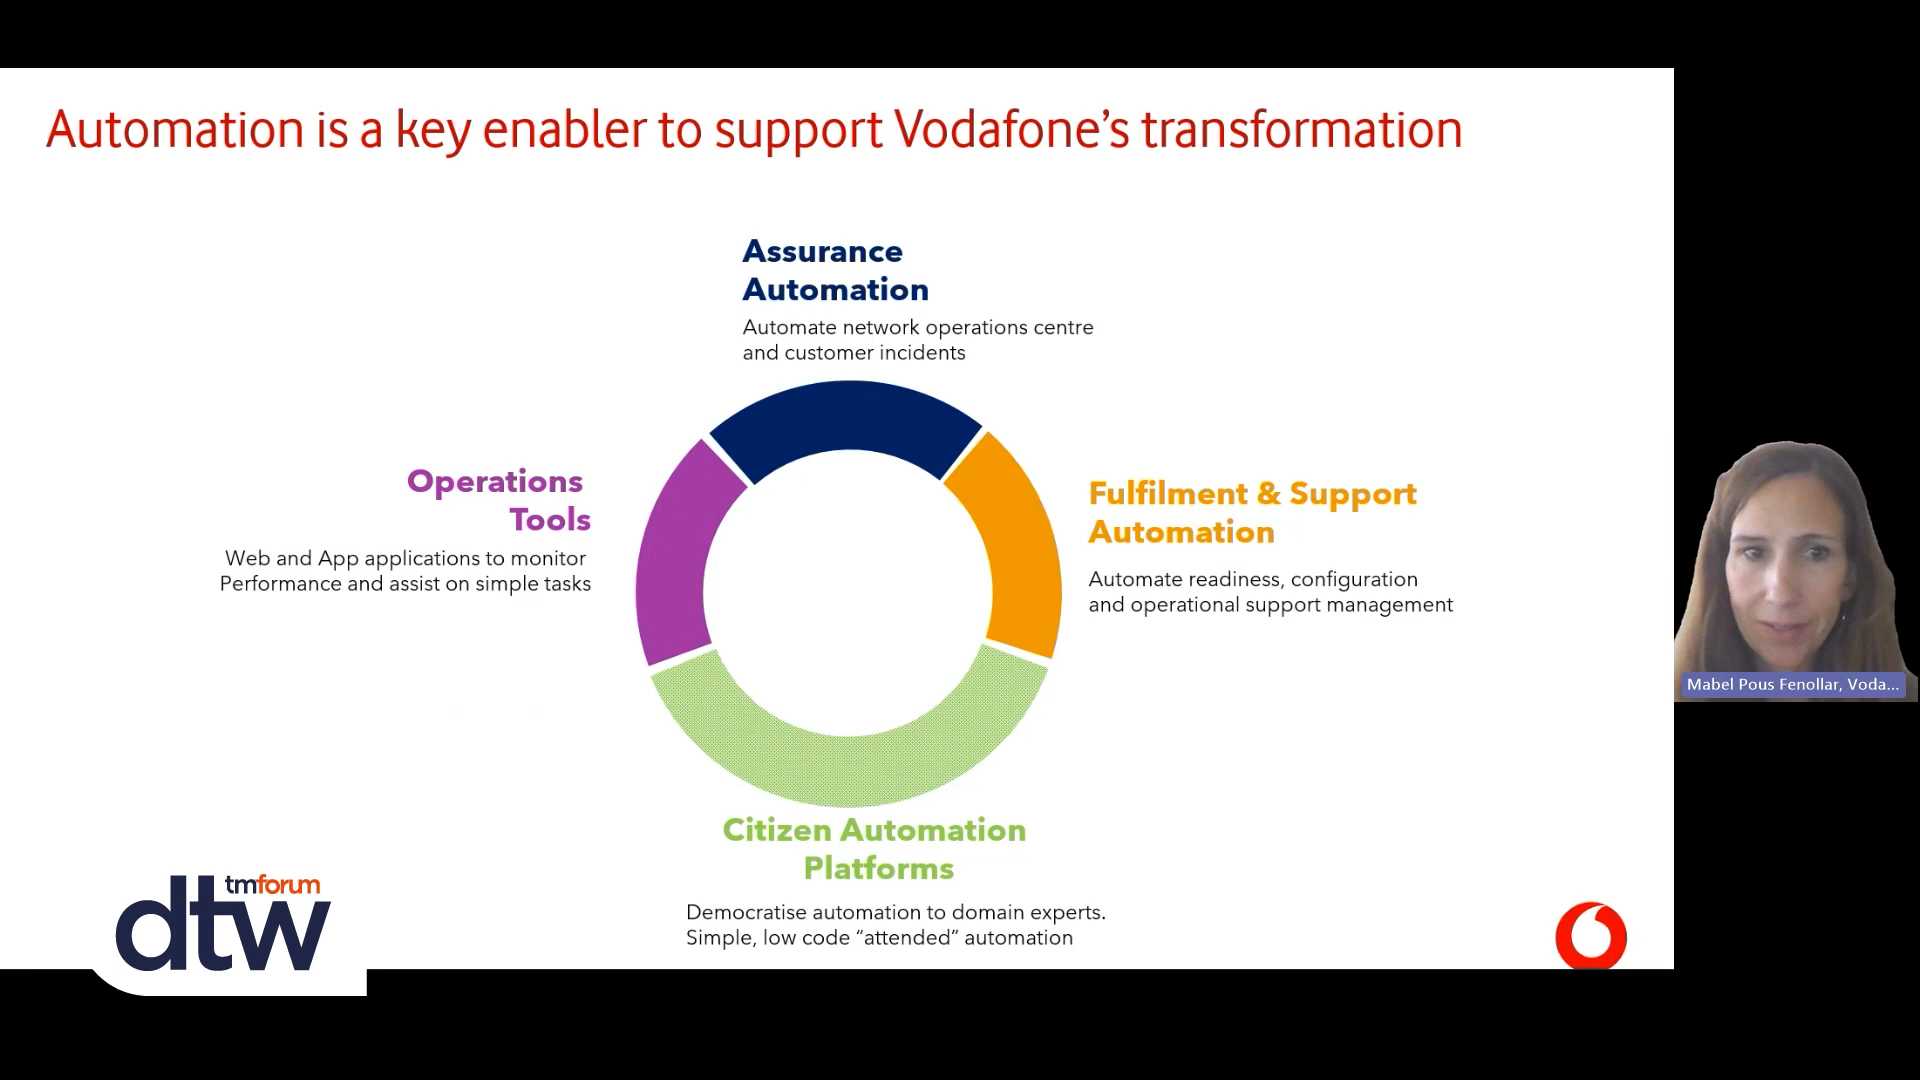 Automation is a key enabler to support Vodafone’s transformation
Assurance
Automation
Automate network operations centre
and customer incidents
Operations
Tools
Web and App applications to monitor
Performance and assist on simple tasks
Fulfilment & Support
Automation
Automate readiness, configuration
and operational support management
Citizen Automation
Platforms
Democratise automation to domain experts.
Simple, low code “attended” automation
Mabel Pous Fenollar, Voda...
tmforum
dtw